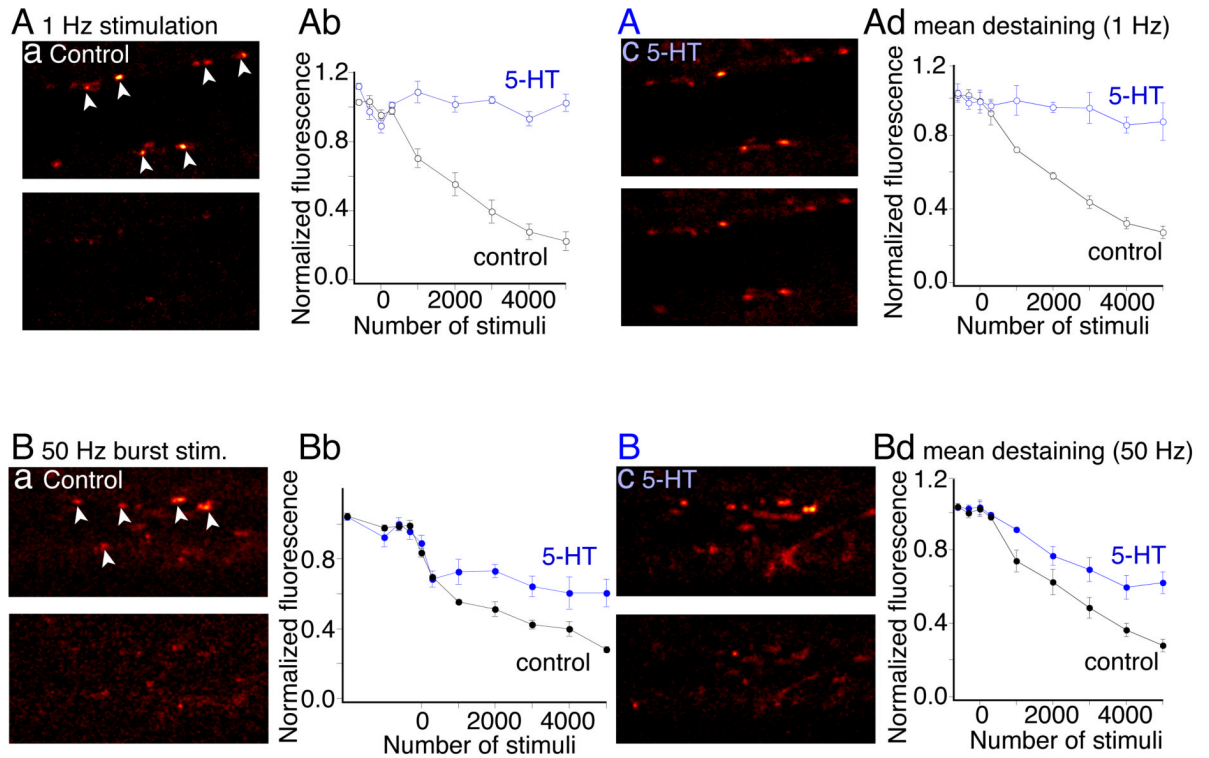 A 1 Hz stimulation
a Control
Ab
Normalized fluorescence
1.2
0.8
0.4
0.0
5-HT
control
0 2000 4000
Number of stimuli
A
c 5-HT
Ad mean destaining (1 Hz)
Normalized fluorescence
1.2
0.8
0.4
0.0
5-HT
control
0 2000 4000
Number of stimuli
B 50 Hz burst stim.
a Control
Bb
Normalized fluorescence
0.8
0.4
0.0
5-HT
control
0 2000 4000
Number of stimuli
B
c 5-HT
Bd mean destaining (50 Hz)
Normalized fluorescence
1.2
0.8
0.4
0.0
5-HT
control
0 2000 4000
Number of stimuli